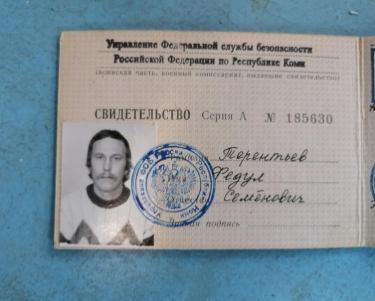 Управление Федеральной службы безопасности
Российской Федерации по Республике Коми
(воинская часть, военный комиссариат, выдавшие свидетельство)
СВИДЕТЕЛЬСТВО Серия А № 185630
Терентьев
Федул
Семёнович
подпись